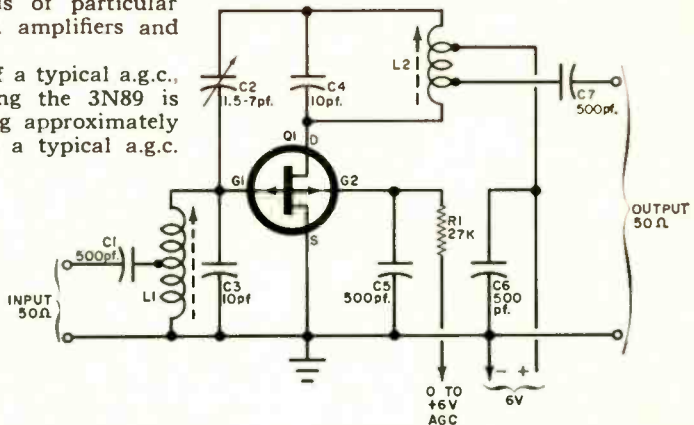 of particular
amplifiers and
a typical a.g.c.,
the 3N89 is
approximately
a typical a.g.c.
C2
1.5-7pf.
C4
10pf.
L2
C7
500pf.
Q1
D
G1
G2
S
C1
500pf.
L1
C3
10pf
C5
500pf.
R1
27K
C6
500
pf.
INPUT
50Ω
OUTPUT
50Ω
- +
6V
0 TO
+6V
AGC